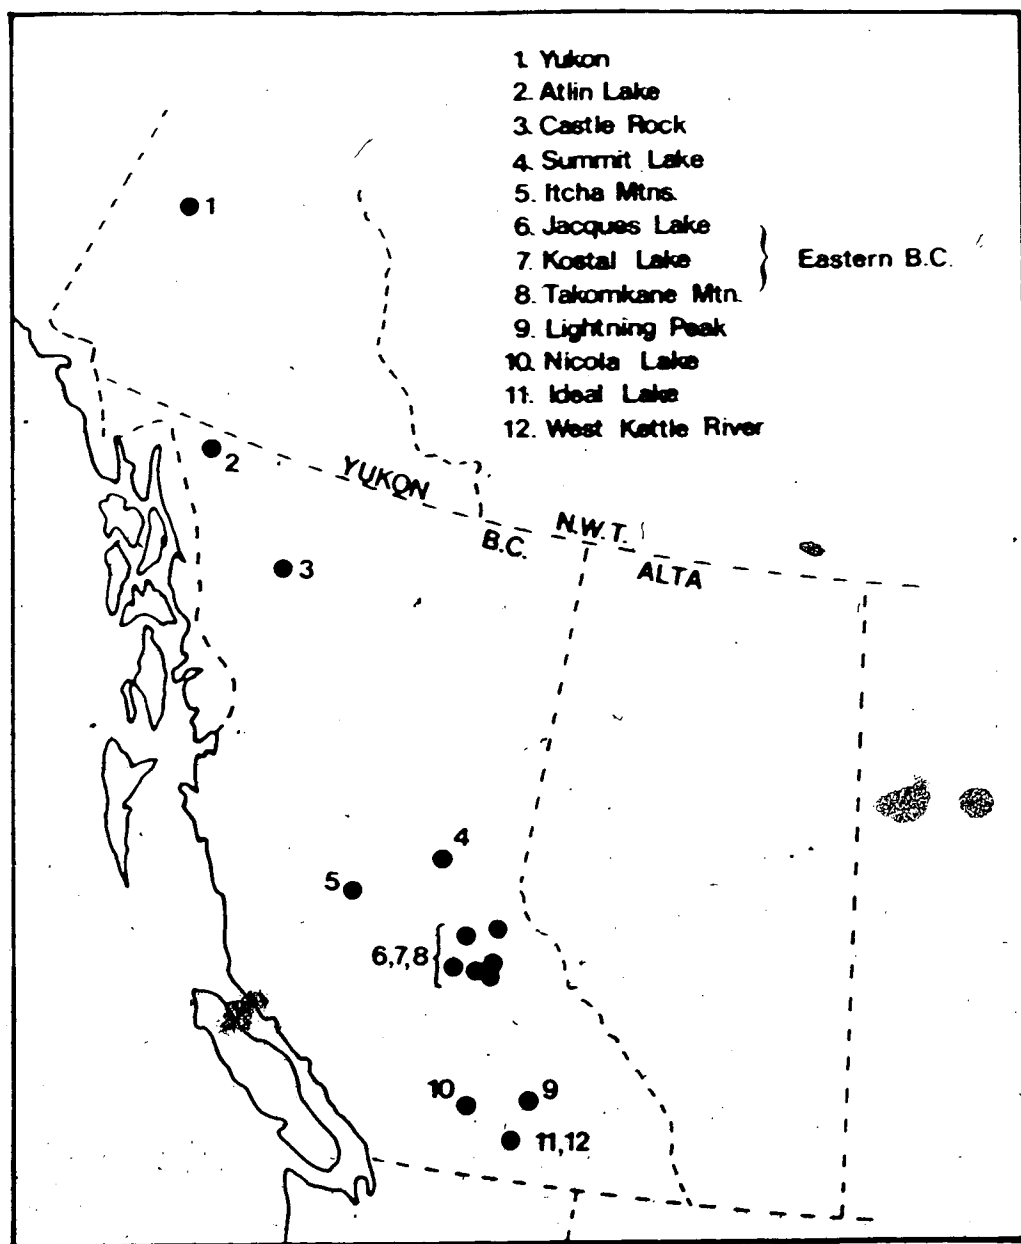 1. Yukon
2. Atlin Lake
3. Castle Rock
4. Summit Lake
5. Itcha Mtns.
6. Jacques Lake
7. Kostal Lake
Eastern B.C.
8. Takomkane Mtn.
9. Lightning Peak
10. Nicola Lake
11. Ideal Lake
12. West Kettle River
1
2
YUKON
N.W.T.
B.C.
ALTA
3
4
5
6,7,8
10
9
11,12